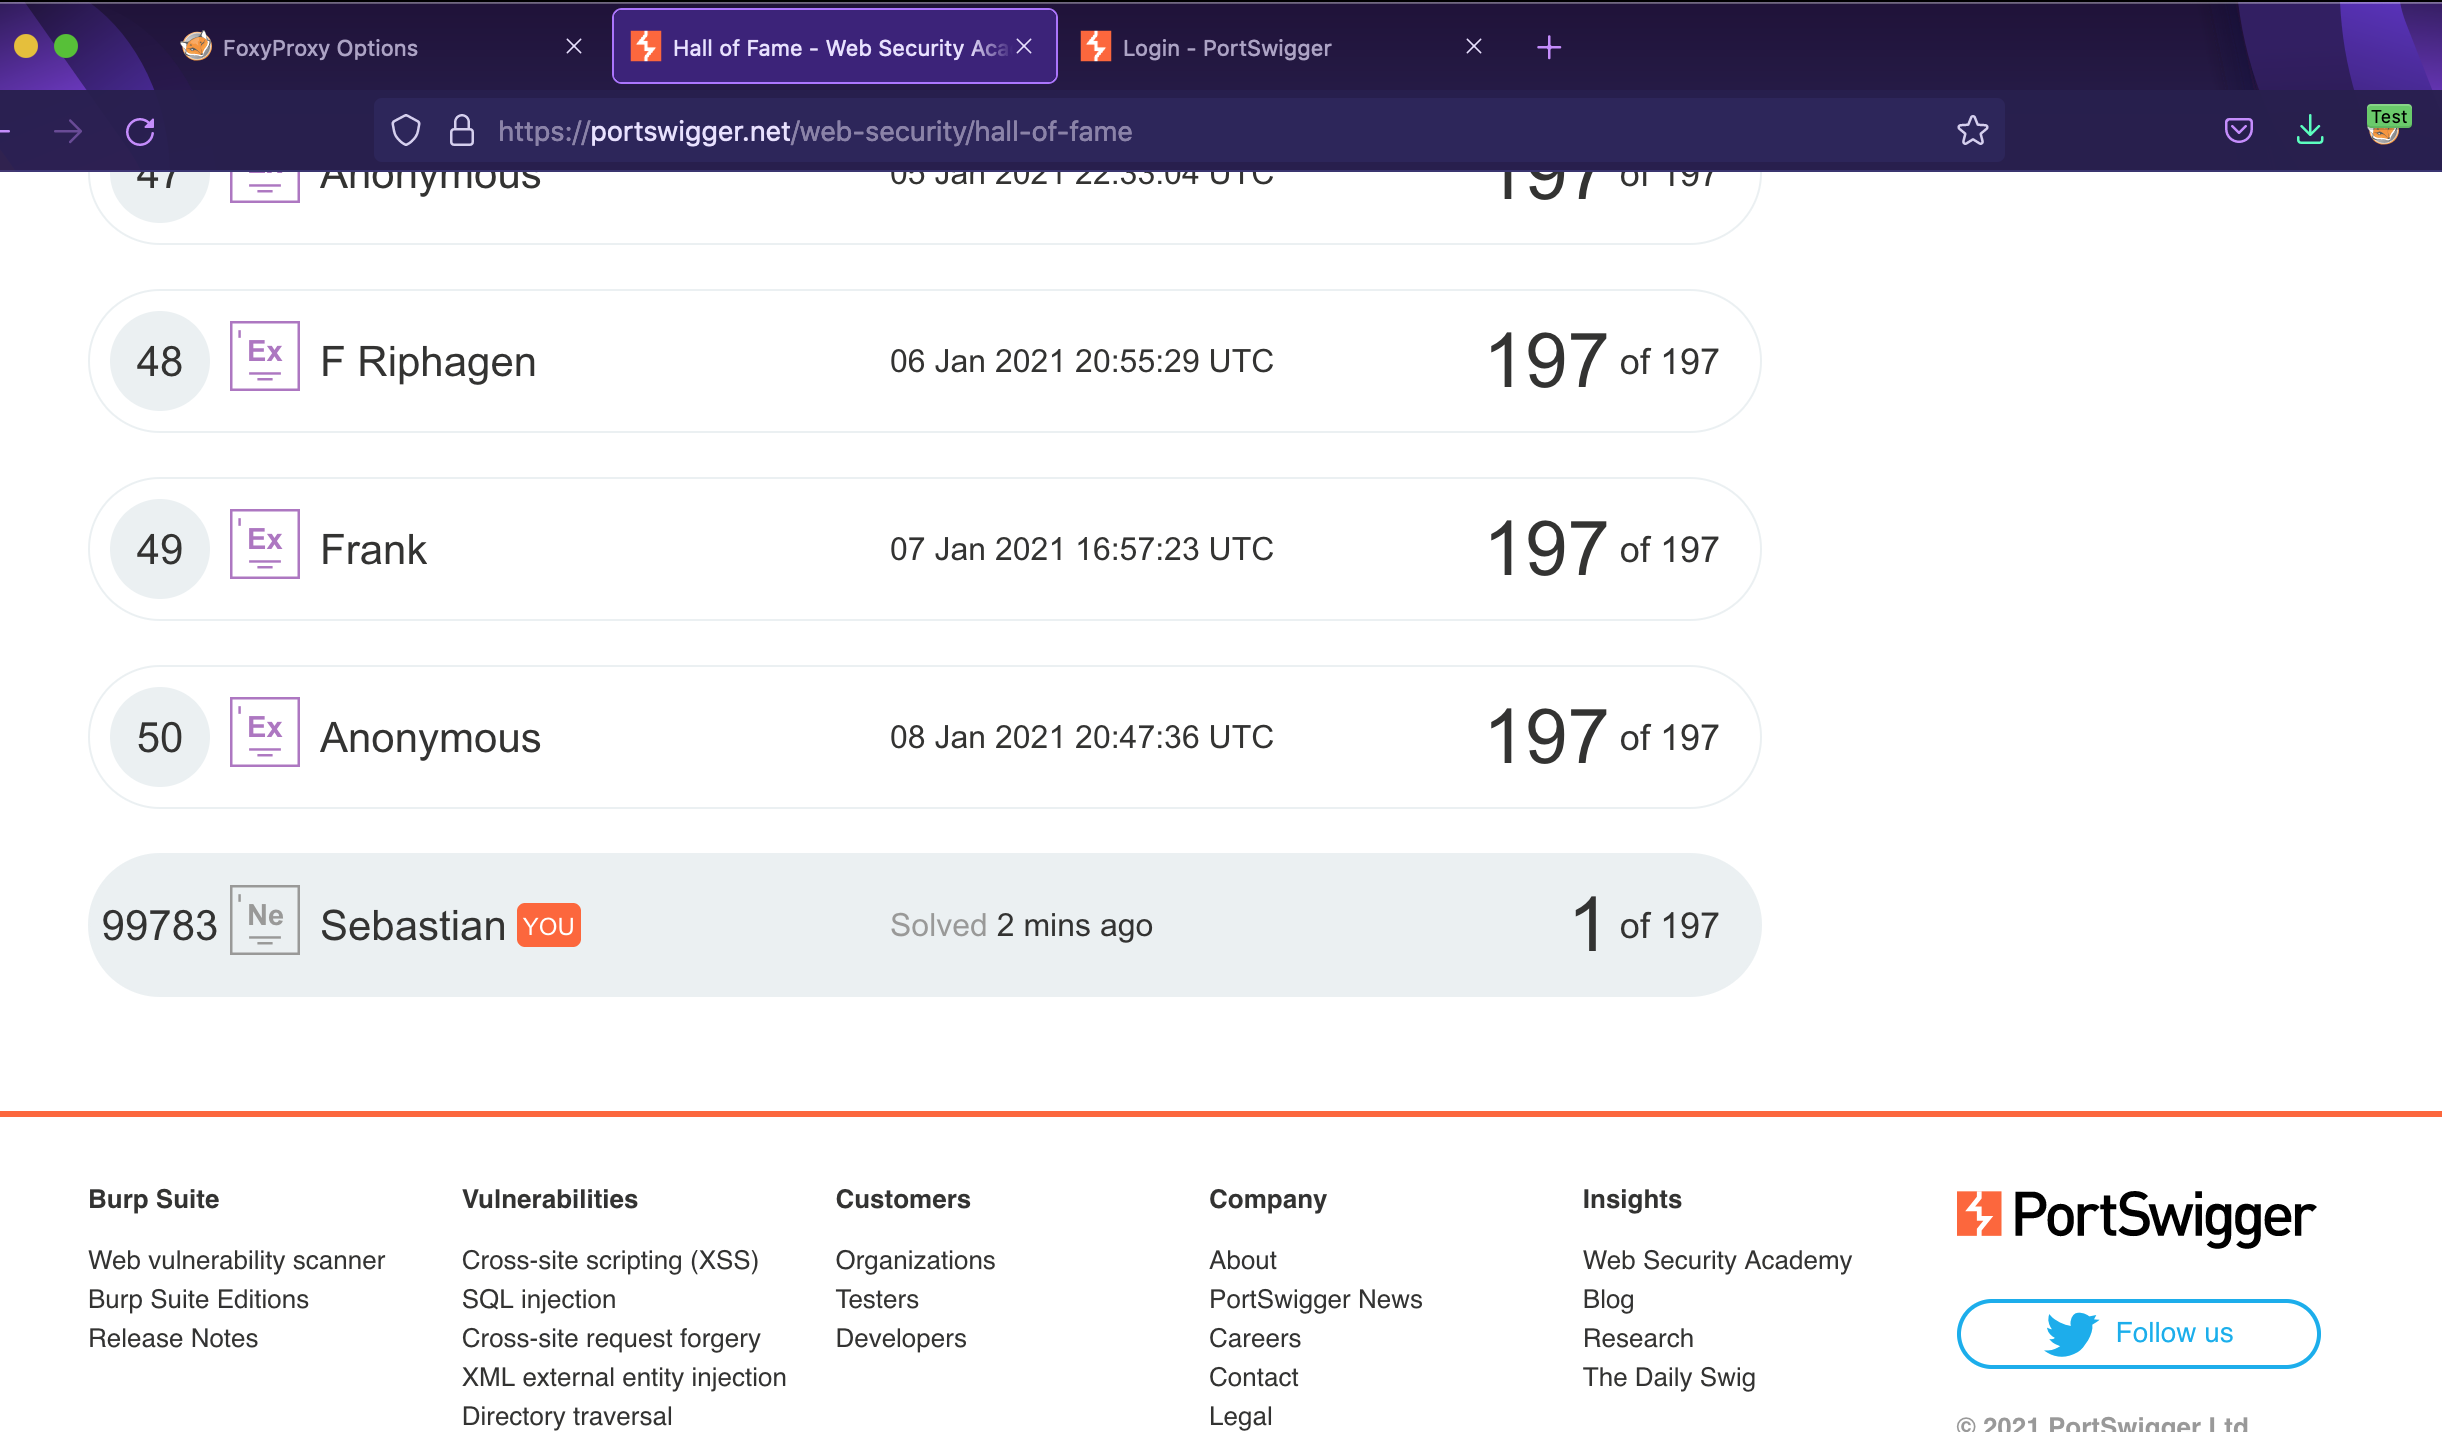 FoxyProxy Options
Hall of Fame - Web Security Aca
Login - PortSwigger
https://portswigger.net/web-security/hall-of-fame
Test
47 Anonymous 05 Jan 2021 22:33:04 UTC 197 of 197
48 Ex F Riphagen 06 Jan 2021 20:55:29 UTC 197 of 197
49 Ex Frank 07 Jan 2021 16:57:23 UTC 197 of 197
50 Ex Anonymous 08 Jan 2021 20:47:36 UTC 197 of 197
99783 Ne Sebastian YOU Solved 2 mins ago 1 of 197
Burp Suite
Web vulnerability scanner
Burp Suite Editions
Release Notes
Vulnerabilities
Cross-site scripting (XSS)
SQL injection
Cross-site request forgery
XML external entity injection
Directory traversal
Customers
Organizations
Testers
Developers
Company
About
PortSwigger News
Careers
Contact
Legal
Insights
Web Security Academy
Blog
Research
The Daily Swig
PortSwigger
Follow us
© 2021 PortSwigger Ltd